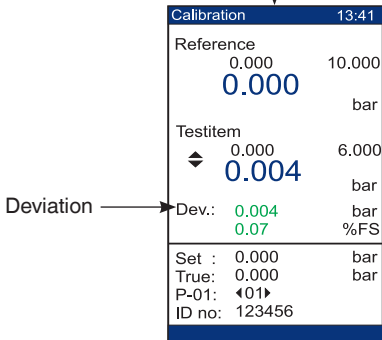 Calibration 13:41
Reference
0.000 10.000
0.000
bar
Testitem
0.000 6.000
0.004
bar
Deviation
Dev.: 0.004 bar
0.07 %FS
Set : 0.000 bar
True: 0.000 bar
P-01: 01
ID no: 123456